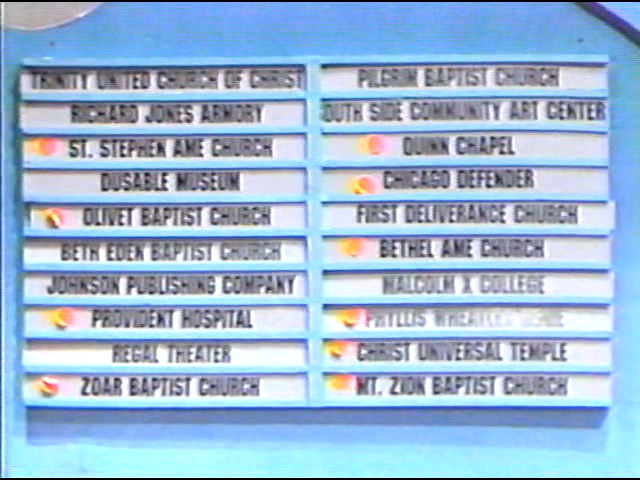 TRINITY UNITED CHURCH OF CHRIST
RICHARD JONES ARMORY
ST. STEPHEN AME CHURCH
DUSABLE MUSEUM
OLIVET BAPTIST CHURCH
BETH EDEN BAPTIST CHURCH
JOHNSON PUBLISHING COMPANY
PROVIDENT HOSPITAL
REGAL THEATER
ZOAR BAPTIST CHURCH
PILGRIM BAPTIST CHURCH
OUTH SIDE COMMUNITY ART CENTER
QUINN CHAPEL
CHICAGO DEFENDER
FIRST DELIVERANCE CHURCH
BETHEL AME CHURCH
MALCOLM X COLLEGE
PHYLLIS WHEATLEY
CHRIST UNIVERSAL TEMPLE
MT. ZION BAPTIST CHURCH